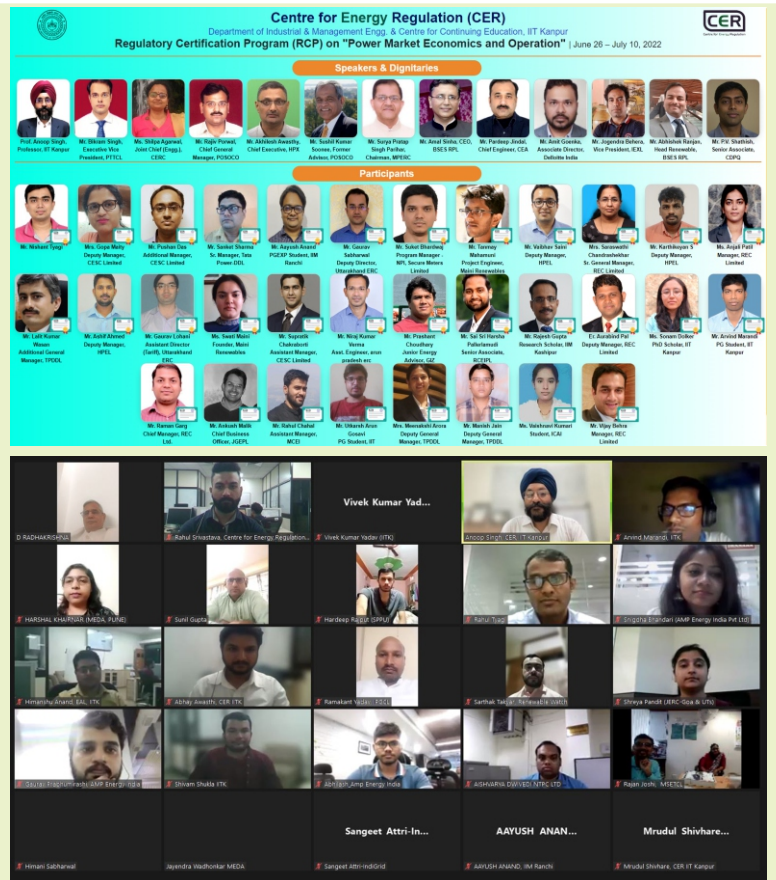 Centre for Energy Regulation (CER)
Department of Industrial & Management Engg. & Centre for Continuing Education, IIT Kanpur
Regulatory Certification Program (RCP) on "Power Market Economics and Operation" | June 26 – July 10, 2022
CER
Speakers & Dignitaries
Prof. Anoop Singh, Professor, IIT Kanpur
Mr. Bikram Singh, Executive Vice President, PTTCL
Ms. Shilpa Agarwal, Joint Chief (Engg.), CERC
Mr. Rajiv Porwal, Chief General Manager, POSOCO
Mr. Akhilesh Awasthy, Chief Executive, HPX
Mr. Sushil Kumar Soonee, Former Advisor, POSOCO
Mr. Surya Pratap Singh Parihar, Chairman, MPERC
Mr. Amal Sinha, CEO, BSES RPL
Mr. Pardeep Jindal, Chief Engineer, CEA
Mr. Amit Goenka, Associate Director, Deloitte India
Mr. Jogendra Behera, Vice President, IEXL
Mr. Abhishek Ranjan, Head Renewable, BSES RPL
Mr. P.V. Shathish, Senior Associate, CDPQ
Participants
Mr. Nishant Tyagi
Mrs. Gopa Maity Deputy Manager, CESC Limited
Mr. Pushan Das Additional Manager, CESC Limited
Mr. Sanket Sharma Sr. Manager, Tata Power-DDL
Mr. Aayush Anand PGEXP Student, IIM Ranchi
Mr. Gaurav Sabharwal Deputy Director, Uttarakhand ERC
Mr. Suket Bhardwaj Program Manager - NPI, Secure Meters Limited
Mr. Tanmay Mahamuni Project Engineer, Maini Renewables
Mr. Vaibhav Saini Deputy Manager, HPEL
Mrs. Saraswathi Chandrashekhar Sr. General Manager, REC Limited
Mr. Karthikeyan S Deputy Manager, HPEL
Ms. Anjali Patil Manager, REC Limited
Mr. Lalit Kumar Wasan Additional General Manager, TPDDL
Mr. Ashif Ahmed Deputy Manager, HPEL
Mr. Gaurav Lohani Assistant Director (Tariff), Uttarakhand ERC
Ms. Swati Maini Founder, Maini Renewables
Mr. Supratik Chakraborti Assistant Manager, CESC Limited
Mr. Niraj Kumar Verma Asst. Engineer, arun pradesh erc
Mr. Prashant Choudhary Junior Energy Advisor, GIZ
Mr. Sai Sri Harsha Pallerlamudi Senior Associate, RCEIPL
Mr. Rajesh Gupta Research Scholar, IIM Kashipur
Er. Aurabind Pal Deputy Manager, REC Limited
Ms. Sonam Dolker PhD Scholar, IIT Kanpur
Mr. Arvind Marandi PG Student, IIT Kanpur
Mr. Raman Garg Chief Manager, REC Ltd.
Mr. Ankush Malik Chief Business Officer, JGEPL
Mr. Rahul Chahal Assistant Manager, MCEI
Mr. Utkarsh Arun Gosavi PG Student, IIT
Mrs. Meenakshi Arora Deputy General Manager, TPDDL
Mr. Manish Jain Deputy General Manager, TPDDL
Ms. Vaishnavi Kumari Student, ICAI
Mr. Vijay Behra Manager, REC Limited
D RADHAKRISHNA
Rahul Srivastava, Centre for Energy Regulation...
Vivek Kumar Yad...
Vivek Kumar Yadav (IITK)
Anoop Singh, CER, IIT Kanpur
Arvind Marandi, IITK
HARSHAL KHAIRNAR (MEDA, PUNE)
Sunil Gupta
Hardeep Rajput (SPPU)
Rahul Tyagi
Snigdha Bhandari (AMP Energy India Pvt Ltd)
Himanshu Anand, EAL, IITK
Abhay Awasthi, CER IITK
Ramakant Yadav
Sarthak Takyar, Renewable Watch
Shreya Pandit (JERC-Goa & UTs)
Shivam Shukla IITK
Abhilash, Amp Energy India
AISHVARYA DWIVEDI NTPC LTD
Rajan Joshi, MSETCL
Himani Sabharwal
Jayendra Wadhonkar MEDA
Sangeet Attri-In...
Sangeet Attri-IndiGrid
AAYUSH ANAN...
AAYUSH ANAND, IIM Ranchi
Mrudul Shivhare...
Mrudul Shivhare, CER IIT Kanpur